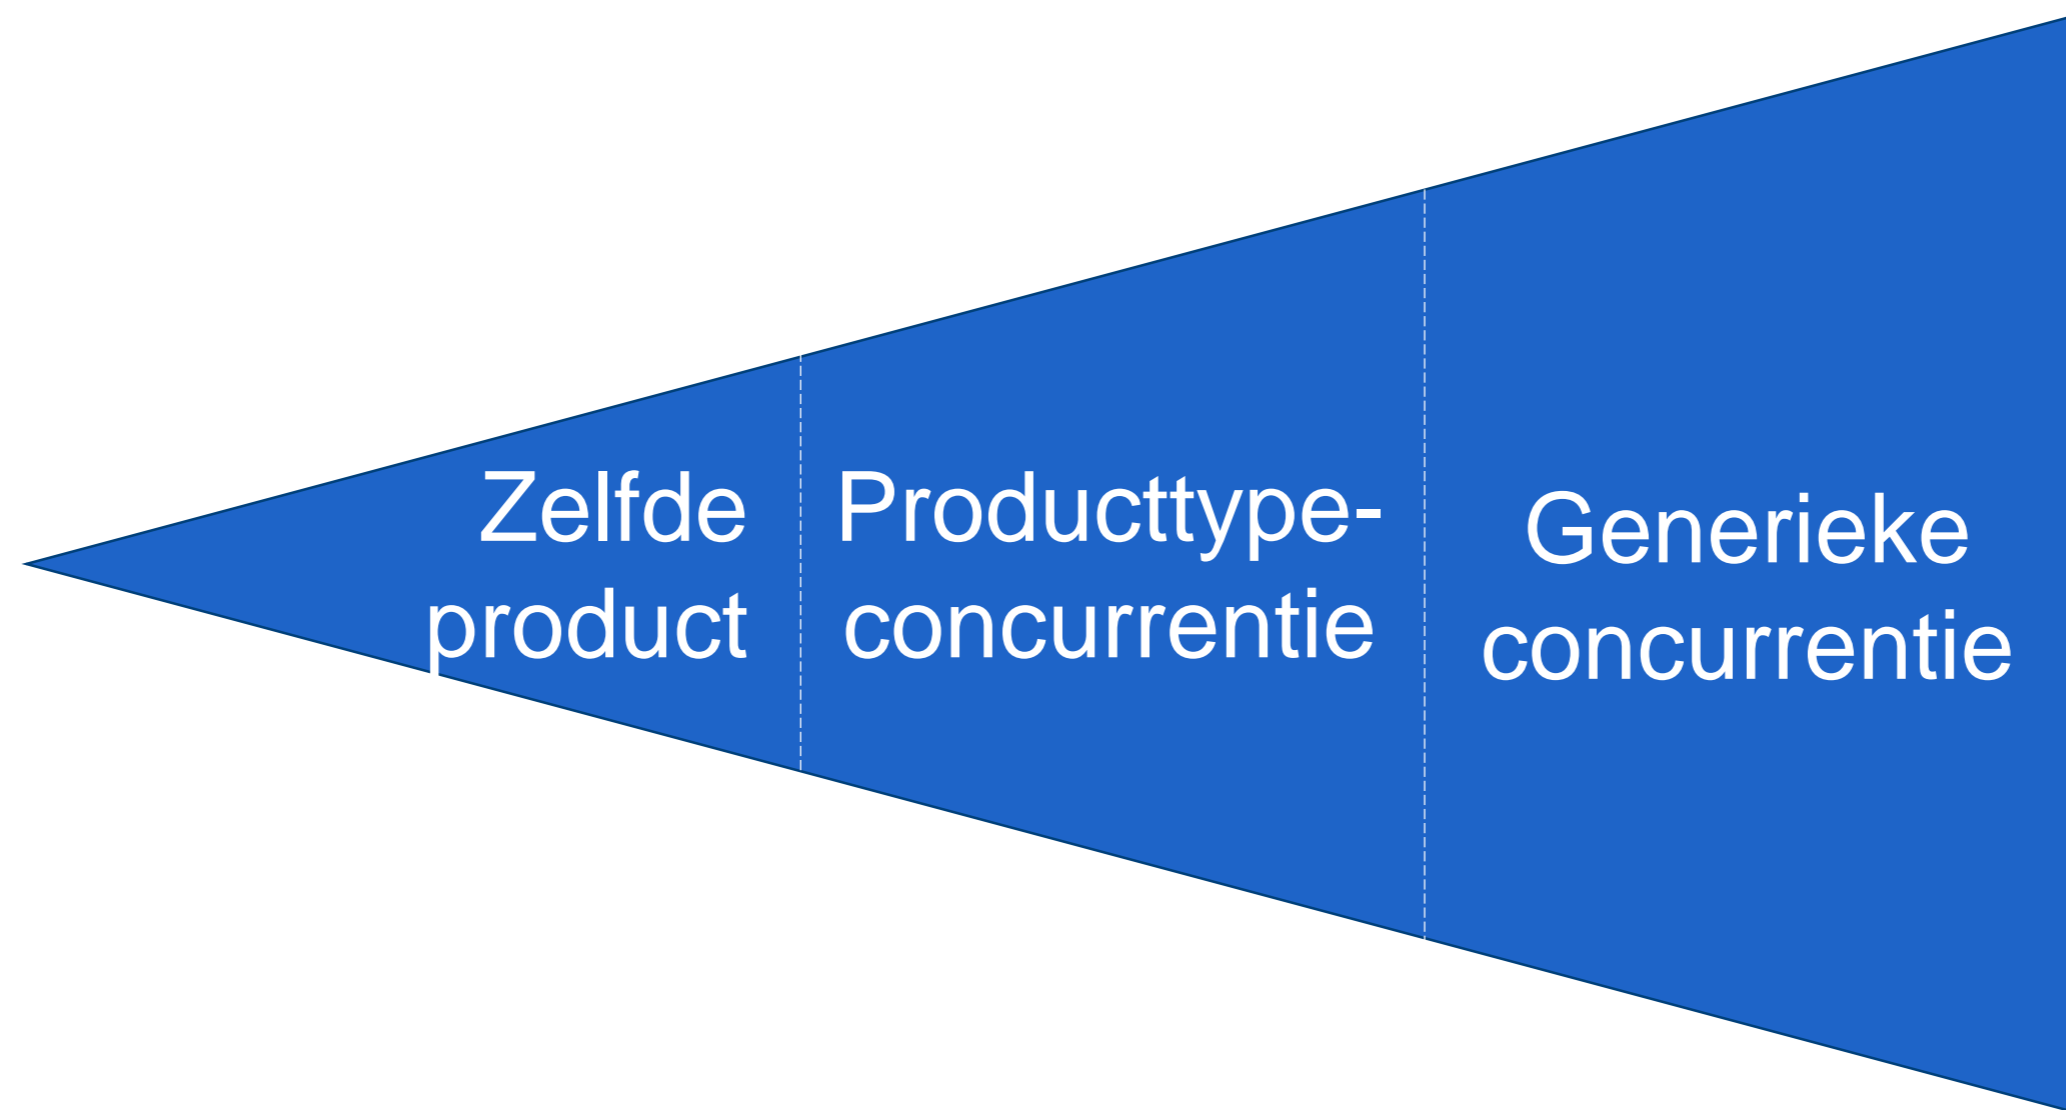 Zelfde
product
Producttype-
concurrentie
Generieke
concurrentie